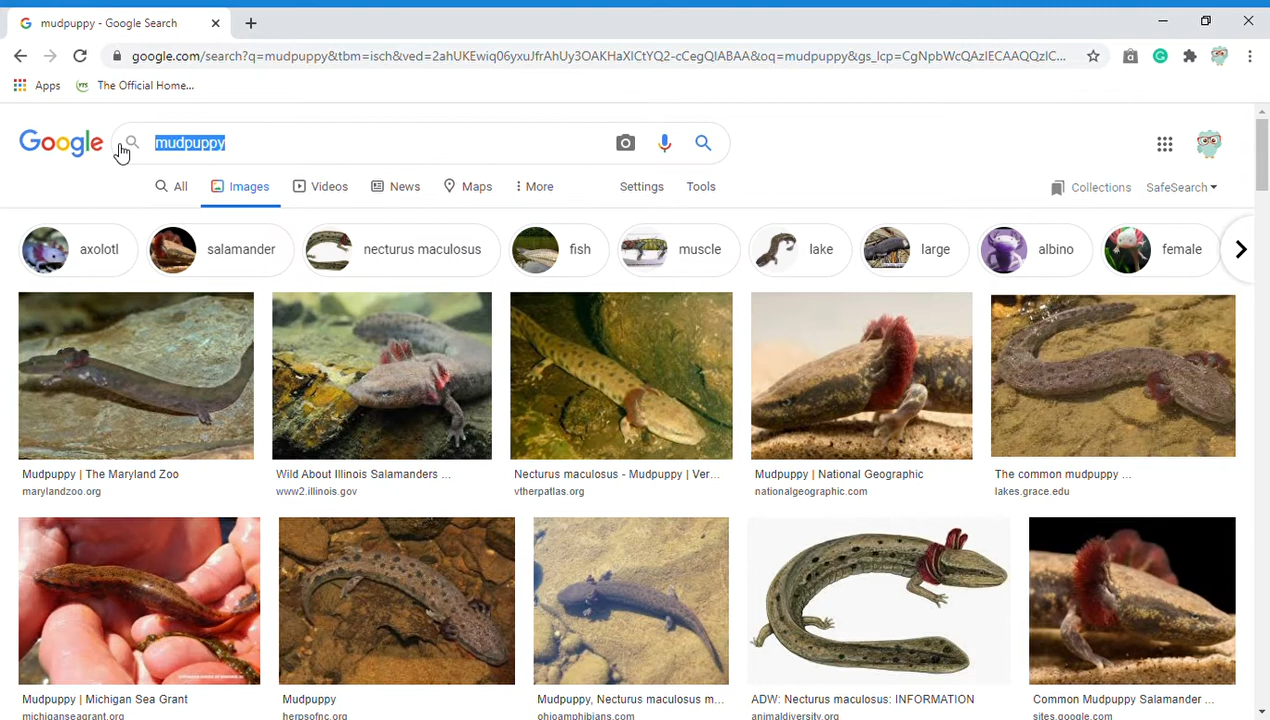 mudpuppy - Google Search
google.com/search?q=mudpuppy&tbm=isch&ved=2ahUKEwiq06yxuJfrAhUy3OAKHaXICtYQ2-cCegQIABAA&oq=mudpuppy&gs_lcp=CgNpbWcQAzIECAAQQzIC...
Apps The Official Home...
Google mudpuppy
All Images Videos News Maps More Settings Tools Collections SafeSearch
axolotl salamander necturus maculosus fish muscle lake large albino female
Mudpuppy | The Maryland Zoo Wild About Illinois Salamanders ... Necturus maculosus - Mudpuppy | Ver... Mudpuppy | National Geographic The common mudpuppy ...
marylandzoo.org www2.illinois.gov vtherpatlas.org nationalgeographic.com lakes.grace.edu
Mudpuppy | Michigan Sea Grant Mudpuppy Mudpuppy, Necturus maculosus m... ADW: Necturus maculosus: INFORMATION Common Mudpuppy Salamander ...
michiganseagrant.org herpsofnc.org ohioamphibians.com animaldiversity.org sites.google.com